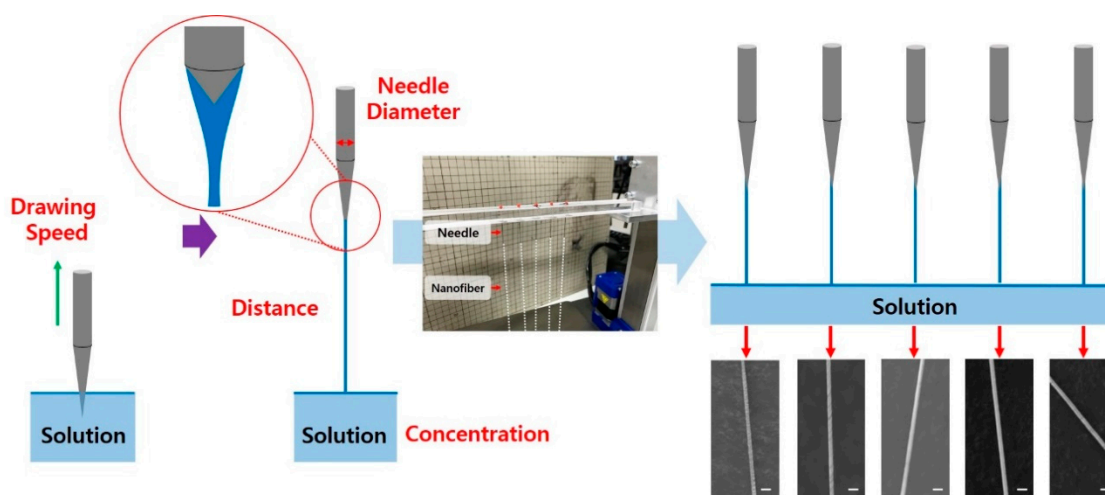 Drawing
Speed
Solution
Needle
Diameter
Distance
Solution
Concentration
Needle
Nanofiber
Solution